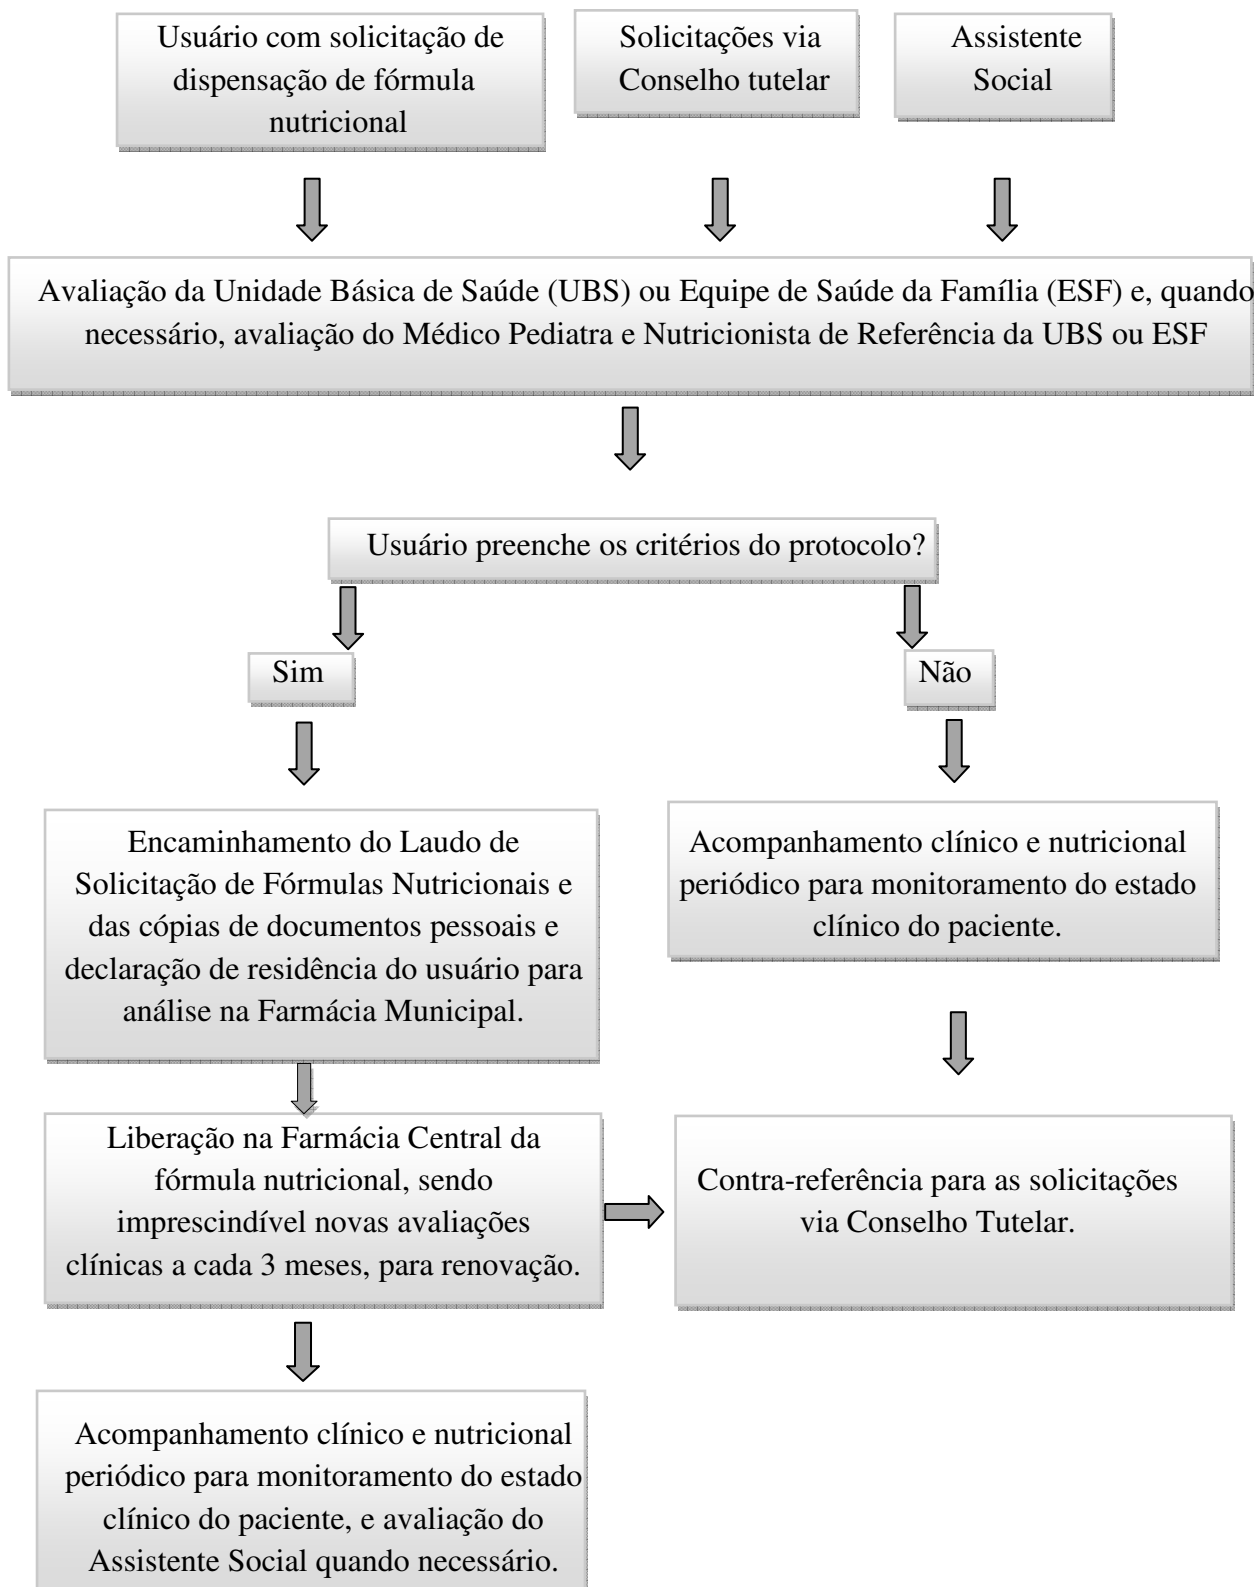 Usuário com solicitação de
dispensação de fórmula
nutricional
Solicitações via
Conselho tutelar
Assistente
Social
Avaliação da Unidade Básica de Saúde (UBS) ou Equipe de Saúde da Família (ESF) e, quando
necessário, avaliação do Médico Pediatra e Nutricionista de Referência da UBS ou ESF
Usuário preenche os critérios do protocolo?
Sim
Não
Encaminhamento do Laudo de
Solicitação de Fórmulas Nutricionais e
das cópias de documentos pessoais e
declaração de residência do usuário para
análise na Farmácia Municipal.
Acompanhamento clínico e nutricional
periódico para monitoramento do estado
clínico do paciente.
Liberação na Farmácia Central da
fórmula nutricional, sendo
imprescindível novas avaliações
clínicas a cada 3 meses, para renovação.
Contra-referência para as solicitações
via Conselho Tutelar.
Acompanhamento clínico e nutricional
periódico para monitoramento do estado
clínico do paciente, e avaliação do
Assistente Social quando necessário.